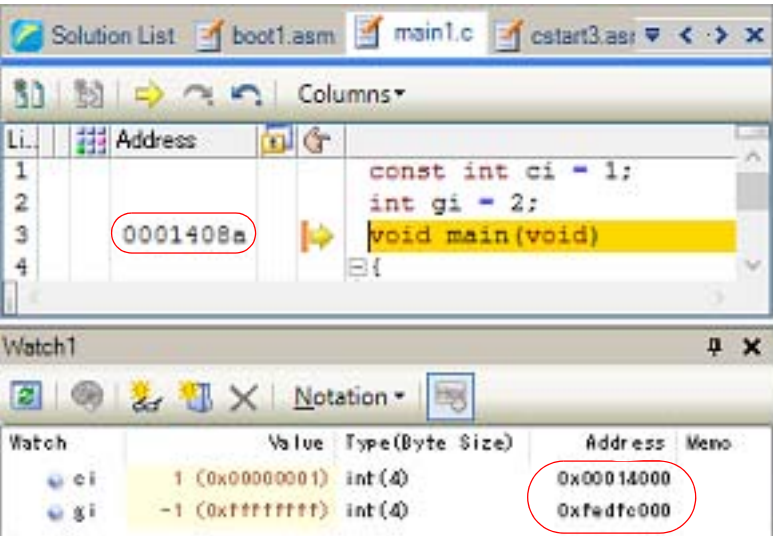 Solution List boot1.asm main1.c cstart3.asm
Columns
Li.. Address
1 const int ci = 1;
2 int gi = 2;
3 0001408a void main(void)
4 {
Watch1
Notation
Watch Value Type(Byte Size) Address Memo
ci 1 (0x00000001) int(4) 0x00014000
gi -1 (0xffffffff) int(4) 0xfedfc000